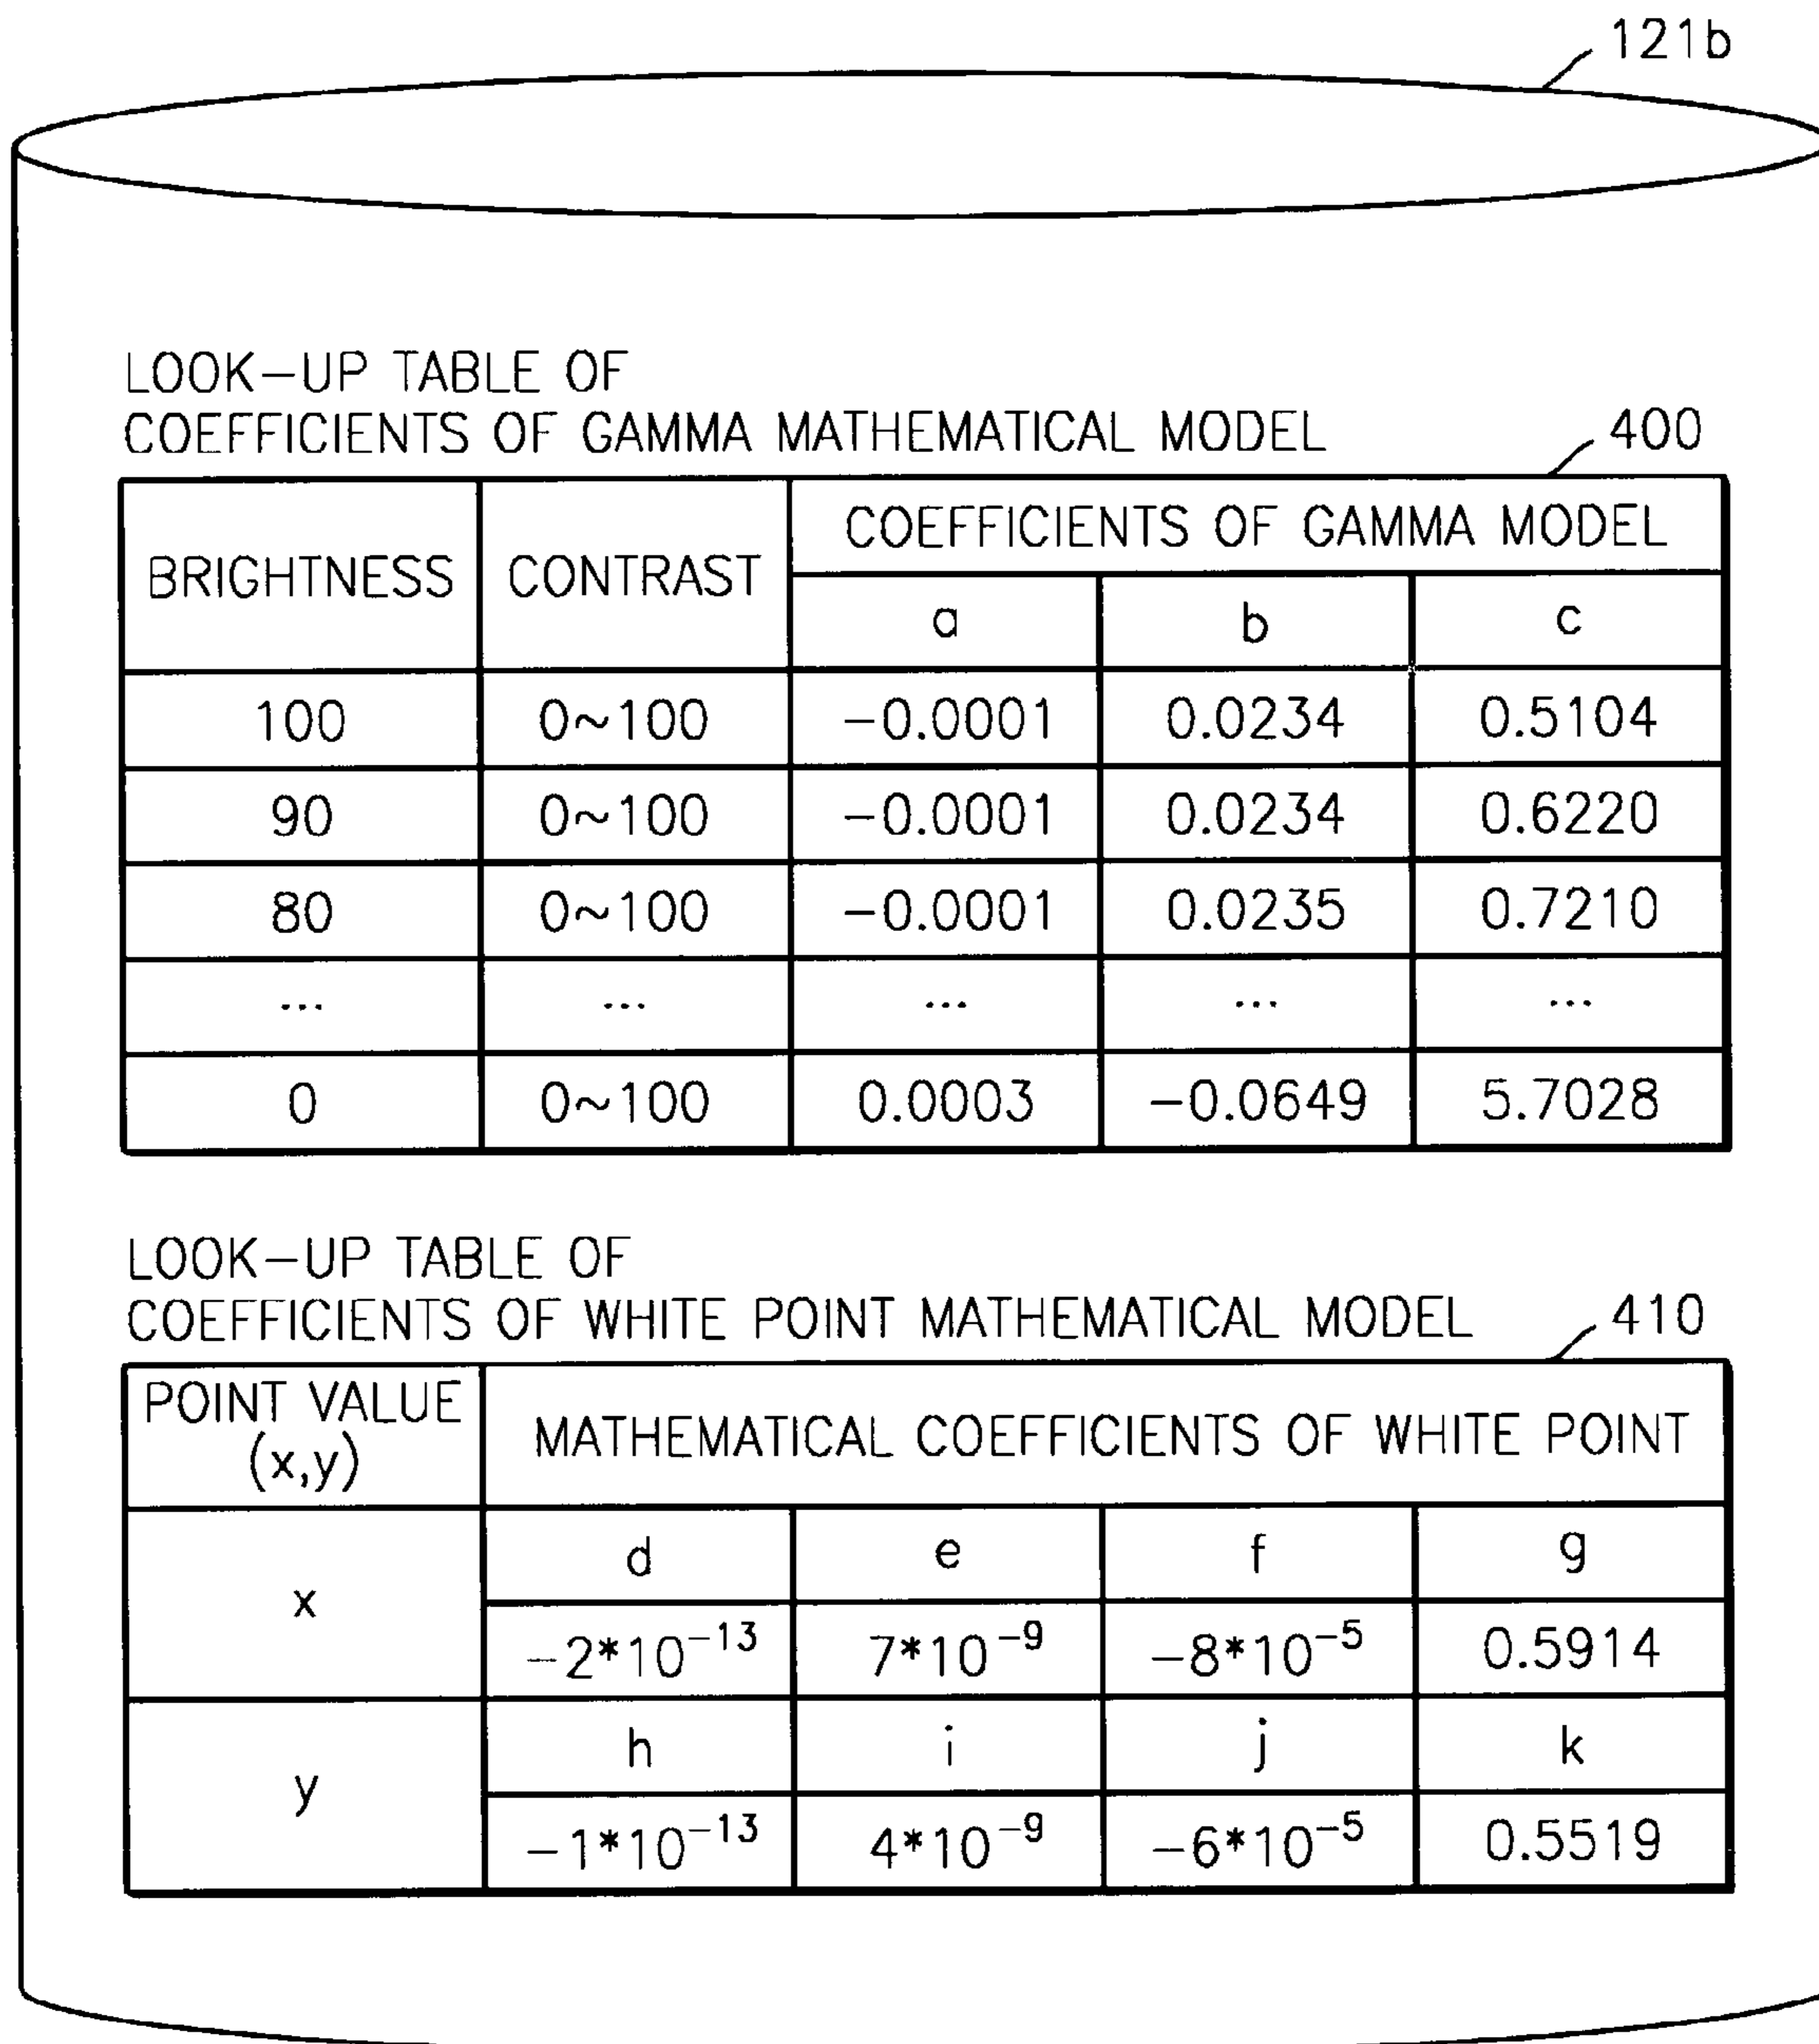 121b
LOOK-UP TABLE OF
COEFFICIENTS OF GAMMA MATHEMATICAL MODEL
400
BRIGHTNESS CONTRAST COEFFICIENTS OF GAMMA MODEL
a b c
100 0~100 -0.0001 0.0234 0.5104
90 0~100 -0.0001 0.0234 0.6220
80 0~100 -0.0001 0.0235 0.7210
... ... ... ... ...
0 0~100 0.0003 -0.0649 5.7028
LOOK-UP TABLE OF
COEFFICIENTS OF WHITE POINT MATHEMATICAL MODEL
410
POINT VALUE
(x,y)
MATHEMATICAL COEFFICIENTS OF WHITE POINT
x
d e f g
-2*10⁻¹³ 7*10⁻⁹ -8*10⁻⁵ 0.5914
y
h i j k
-1*10⁻¹³ 4*10⁻⁹ -6*10⁻⁵ 0.5519